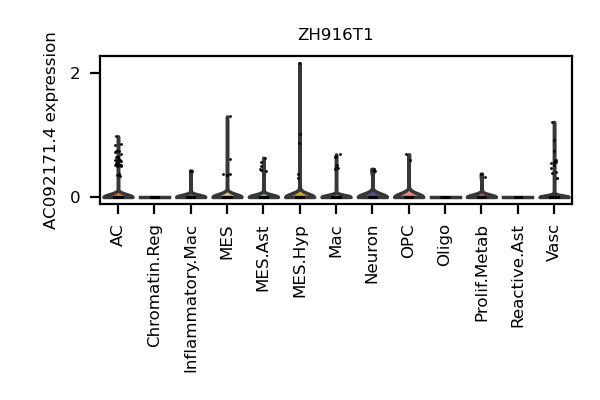 ZH916T1
AC092171.4 expression
2
0
AC
Chromatin.Reg
Inflammatory.Mac
MES
MES.Ast
MES.Hyp
Mac
Neuron
OPC
Oligo
Prolif.Metab
Reactive.Ast
Vasc